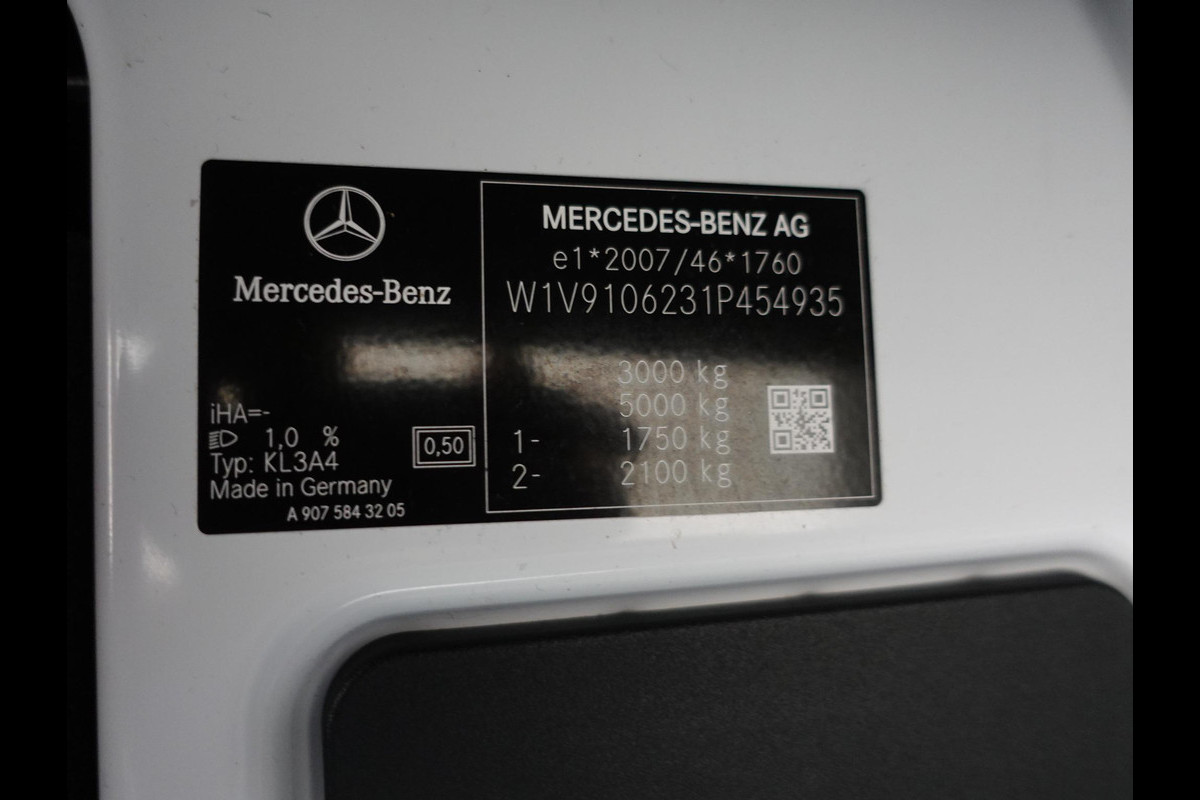 Mercedes-Benz
iHA=-
1,0 %
Typ: KL3A4
Made in Germany
A 907 584 32 05
0,50
MERCEDES-BENZ AG
e1*2007/46*1760
W1V9106231P454935
3000 kg
5000 kg
1- 1750 kg
2- 2100 kg